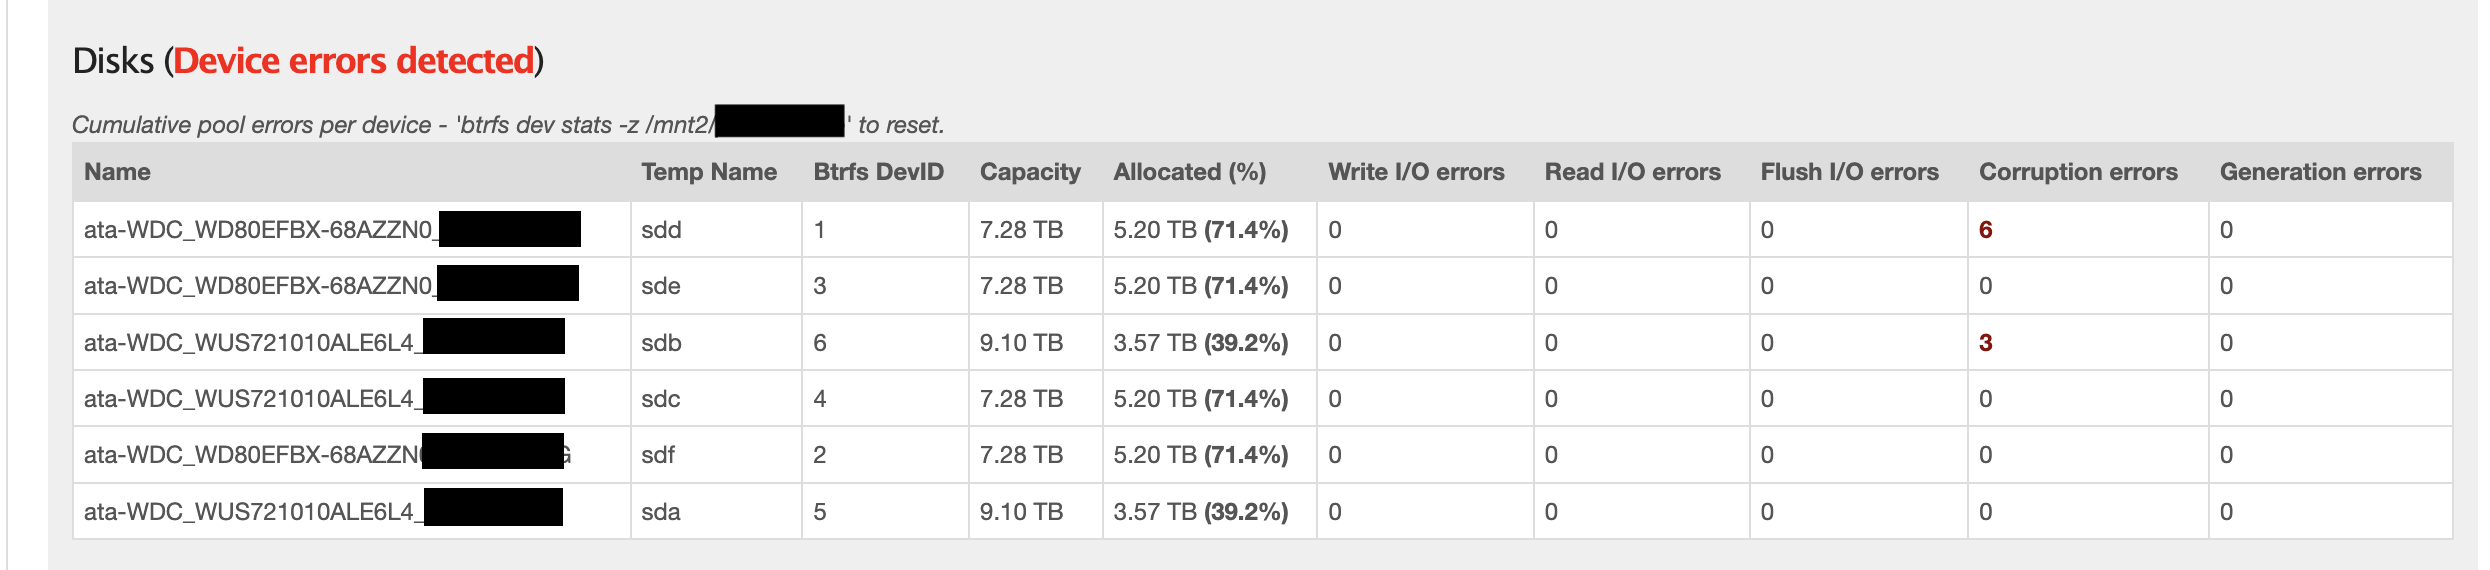 Disks (Device errors detected)
Cumulative pool errors per device - 'btrfs dev stats -z /mnt2/ ' to reset.
Name Temp Name Btrfs DevID Capacity Allocated (%) Write I/O errors Read I/O errors Flush I/O errors Corruption errors Generation errors
ata-WDC_WD80EFBX-68AZZN0_ sdd 1 7.28 TB 5.20 TB (71.4%) 0 0 0 6 0
ata-WDC_WD80EFBX-68AZZN0_ sde 3 7.28 TB 5.20 TB (71.4%) 0 0 0 0 0
ata-WDC_WUS721010ALE6L4_ sdb 6 9.10 TB 3.57 TB (39.2%) 0 0 0 3 0
ata-WDC_WUS721010ALE6L4_ sdc 4 7.28 TB 5.20 TB (71.4%) 0 0 0 0 0
ata-WDC_WD80EFBX-68AZZN G sdf 2 7.28 TB 5.20 TB (71.4%) 0 0 0 0 0
ata-WDC_WUS721010ALE6L4_ sda 5 9.10 TB 3.57 TB (39.2%) 0 0 0 0 0